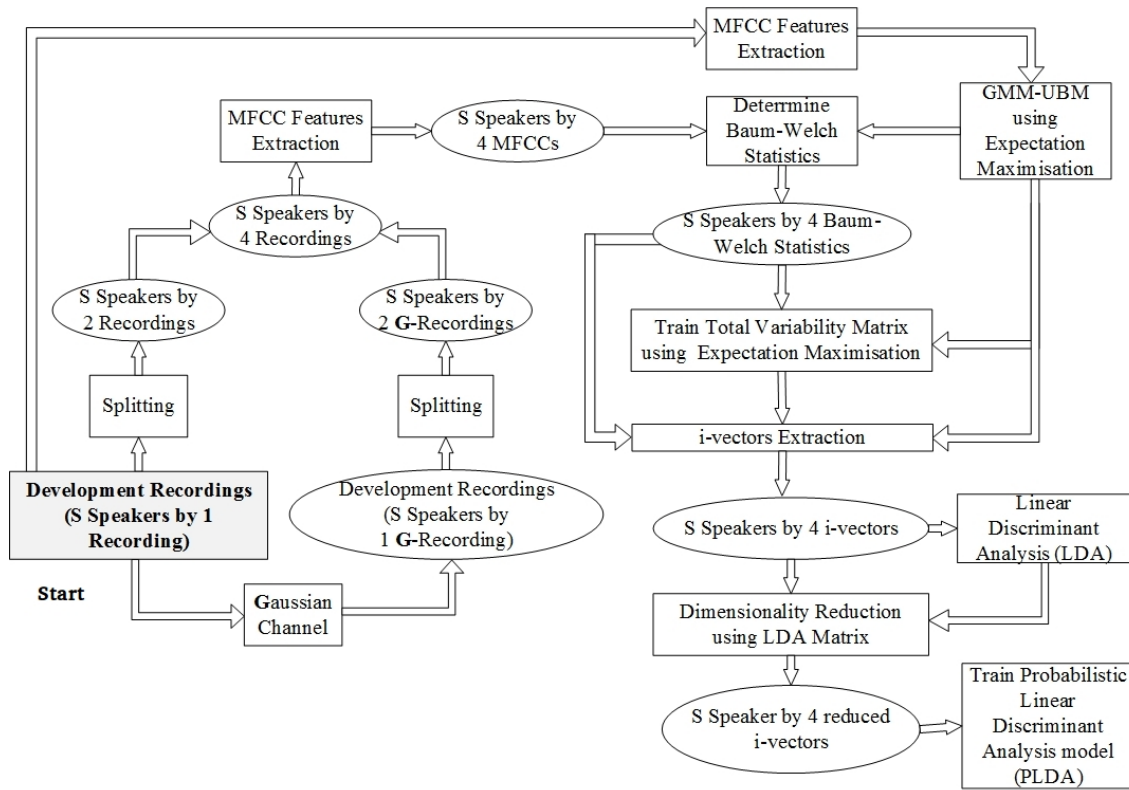 MFCC Features
Extraction
GMM-UBM
using
Expectation
Maximisation
MFCC Features
Extraction
S Speakers by
4 MFCCs
Deterrmine
Baum-Welch
Statistics
S Speakers by
4 Recordings
S Speakers by 4 Baum-
Welch Statistics
S Speakers by
2 Recordings
S Speakers by
2 G-Recordings
Train Total Variability Matrix
using Expectation Maximisation
Splitting
Splitting
i-vectors Extraction
Development Recordings
(S Speakers by 1
Recording)
Development Recordings
(S Speakers by
1 G-Recording)
S Speakers by 4 i-vectors
Linear
Discriminant
Analysis (LDA)
Start
Gaussian
Channel
Dimensionality Reduction
using LDA Matrix
S Speaker by 4 reduced
i-vectors
Train Probabilistic
Linear
Discriminant
Analysis model
(PLDA)